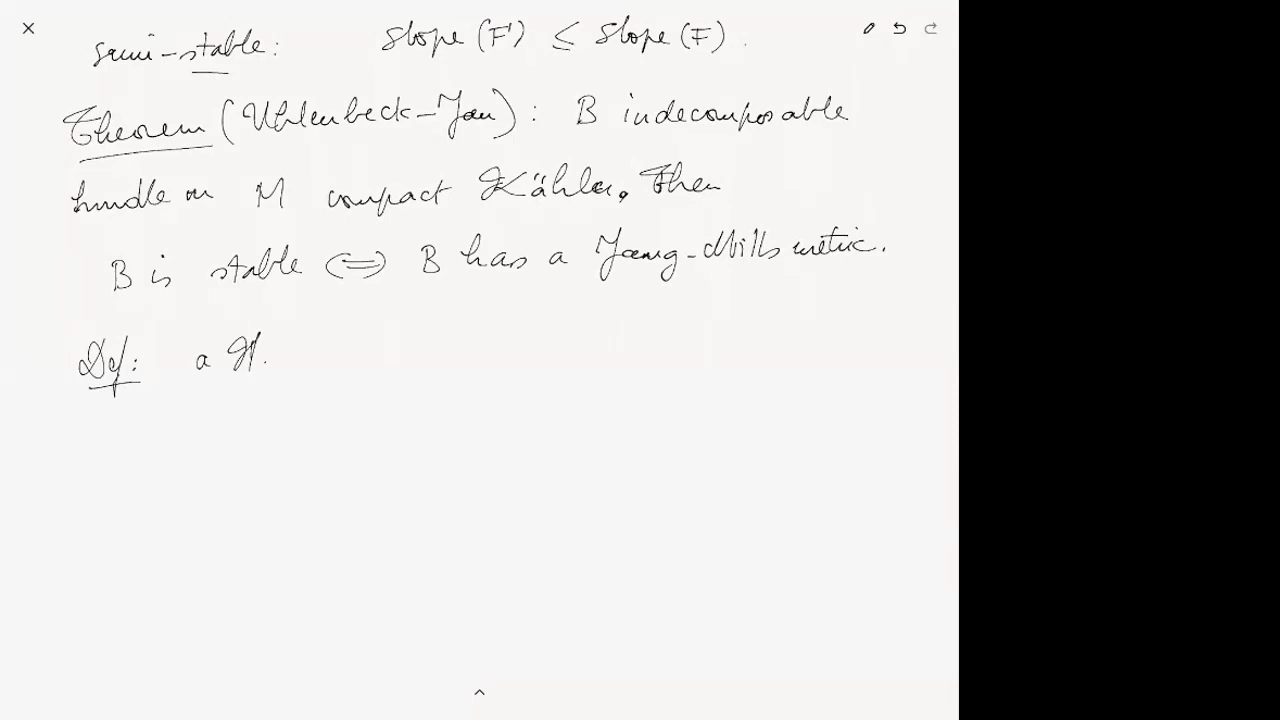 semi-stable: slope (F') ≤ slope (F).
Theorem (Uhlenbeck-Yau): B indecomposable
bundle on M compact Kähler. Then
B is stable ⇔ B has a Yang-Mills metric.
Def: a